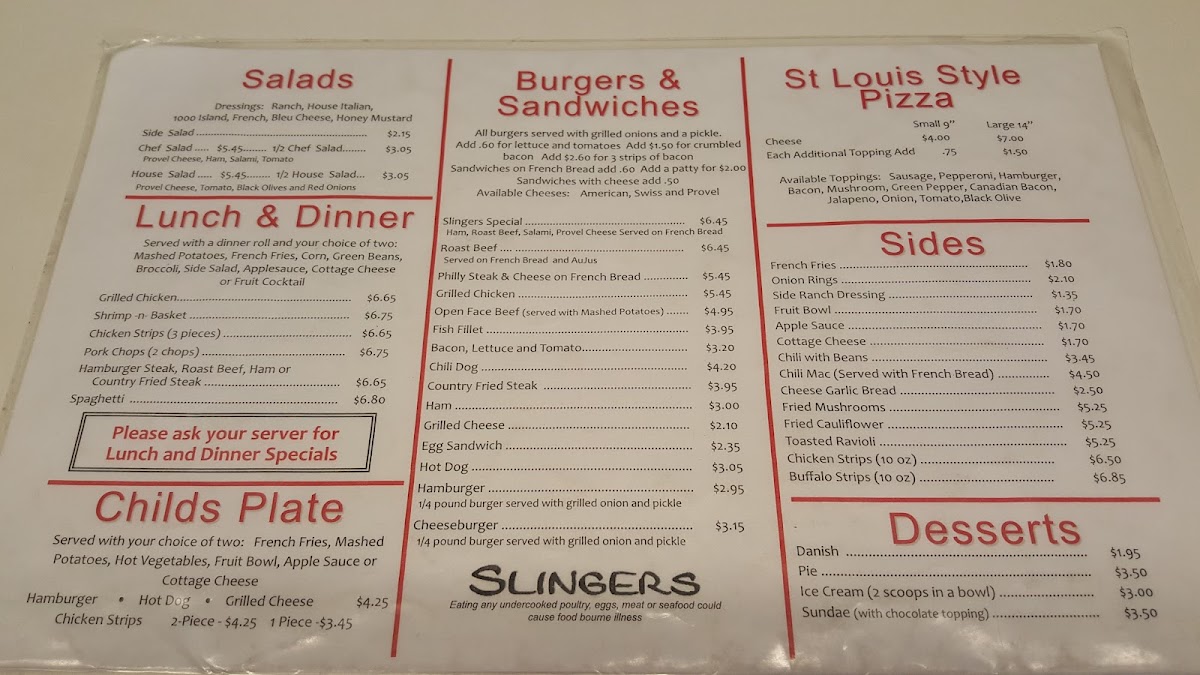 Salads
Dressings: Ranch, House Italian,
1000 Island, French, Bleu Cheese, Honey Mustard
Side Salad ........ $2.15
Chef Salad ..... $5.45........ 1/2 Chef Salad........ $3.05
Provel Cheese, Ham, Salami, Tomato
House Salad ..... $5.45........ 1/2 House Salad... $3.05
Provel Cheese, Tomato, Black Olives and Red Onions
Lunch & Dinner
Served with a dinner roll and your choice of two:
Mashed Potatoes, French Fries, Corn, Green Beans,
Broccoli, Side Salad, Applesauce, Cottage Cheese
or Fruit Cocktail
Grilled Chicken........ $6.65
Shrimp -n- Basket ........ $6.75
Chicken Strips (3 pieces) ........ $6.65
Pork Chops (2 chops) ........ $6.75
Hamburger Steak, Roast Beef, Ham or
Country Fried Steak ........ $6.65
Spaghetti ........ $6.80
Please ask your server for
Lunch and Dinner Specials
Childs Plate
Served with your choice of two: French Fries, Mashed
Potatoes, Hot Vegetables, Fruit Bowl, Apple Sauce or
Cottage Cheese
Hamburger • Hot Dog • Grilled Cheese $4.25
Chicken Strips 2-Piece - $4.25 1 Piece -$3.45
Burgers &
Sandwiches
All burgers served with grilled onions and a pickle.
Add .60 for lettuce and tomatoes Add $1.50 for crumbled
bacon Add $2.60 for 3 strips of bacon
Sandwiches on French Bread add .60 Add a patty for $2.00
Sandwiches with cheese add .50
Available Cheeses: American, Swiss and Provel
Slingers Special ........ $6.45
Ham, Roast Beef, Salami, Provel Cheese Served on French Bread
Roast Beef .... ........ $6.45
Served on French Bread and AuJus
Philly Steak & Cheese on French Bread ........ $5.45
Grilled Chicken ........ $5.45
Open Face Beef (served with Mashed Potatoes) ....... $4.95
Fish Fillet ........ $3.95
Bacon, Lettuce and Tomato........ $3.20
Chili Dog ........ $4.20
Country Fried Steak ........ $3.95
Ham ........ $3.00
Grilled Cheese ........ $2.10
Egg Sandwich ........ $2.35
Hot Dog ........ $3.05
Hamburger ........ $2.95
1/4 pound burger served with grilled onion and pickle
Cheeseburger ........ $3.15
1/4 pound burger served with grilled onion and pickle
SLINGERS
Eating any undercooked poultry, eggs, meat or seafood could
cause food bourne illness
St Louis Style
Pizza
Small 9" Large 14"
Cheese $4.00 $7.00
Each Additional Topping Add .75 $1.50
Available Toppings: Sausage, Pepperoni, Hamburger,
Bacon, Mushroom, Green Pepper, Canadian Bacon,
Jalapeno, Onion, Tomato,Black Olive
Sides
French Fries ........ $1.80
Onion Rings ........ $2.10
Side Ranch Dressing ........ $1.35
Fruit Bowl ........ $1.70
Apple Sauce ........ $1.70
Cottage Cheese ........ $1.70
Chili with Beans ........ $3.45
Chili Mac (Served with French Bread) ........ $4.50
Cheese Garlic Bread ........ $2.50
Fried Mushrooms ........ $5.25
Fried Cauliflower ........ $5.25
Toasted Ravioli ........ $5.25
Chicken Strips (10 oz) ........ $6.50
Buffalo Strips (10 oz) ........ $6.85
Desserts
Danish ........ $1.95
Pie ........ $3.50
Ice Cream (2 scoops in a bowl) ........ $3.00
Sundae (with chocolate topping) ........ $3.50